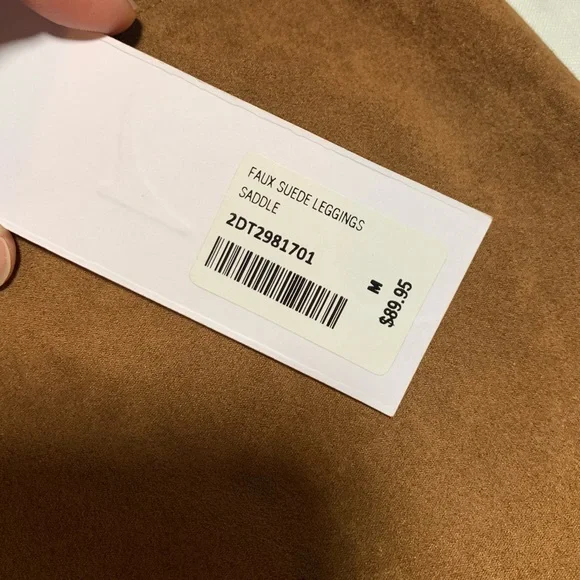 FAUX SUEDE LEGGINGS
SADDLE
2DT2981701
M
$89.95